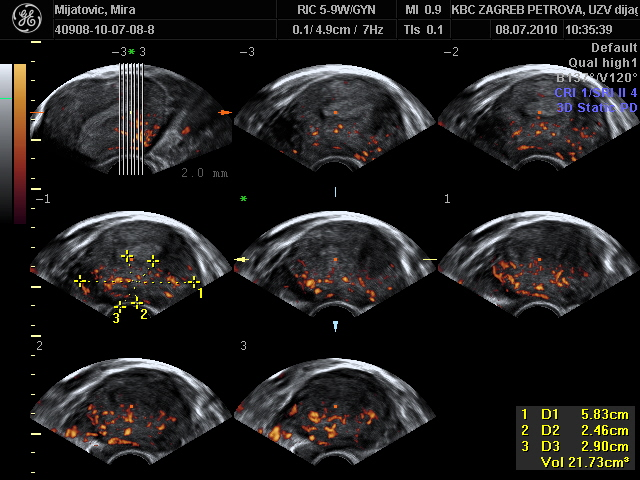 Mijatovic, Mira RIC 5-9W/GYN MI 0.9 KBC ZAGREB PETROVA, UZV dijag
40908-10-07-08-8 0.1/4.9cm / 7Hz TIs 0.1 08.07.2010 10:35:39
Default
Qual high1
B137°/V120°
CRI 1/SRI II 4
3D Static PD
-3 * 3
-3
-2
2.0 mm
-1
*
1
1
2
3
2
3
1 D1 5.83cm
2 D2 2.46cm
3 D3 2.90cm
Vol 21.73cm³